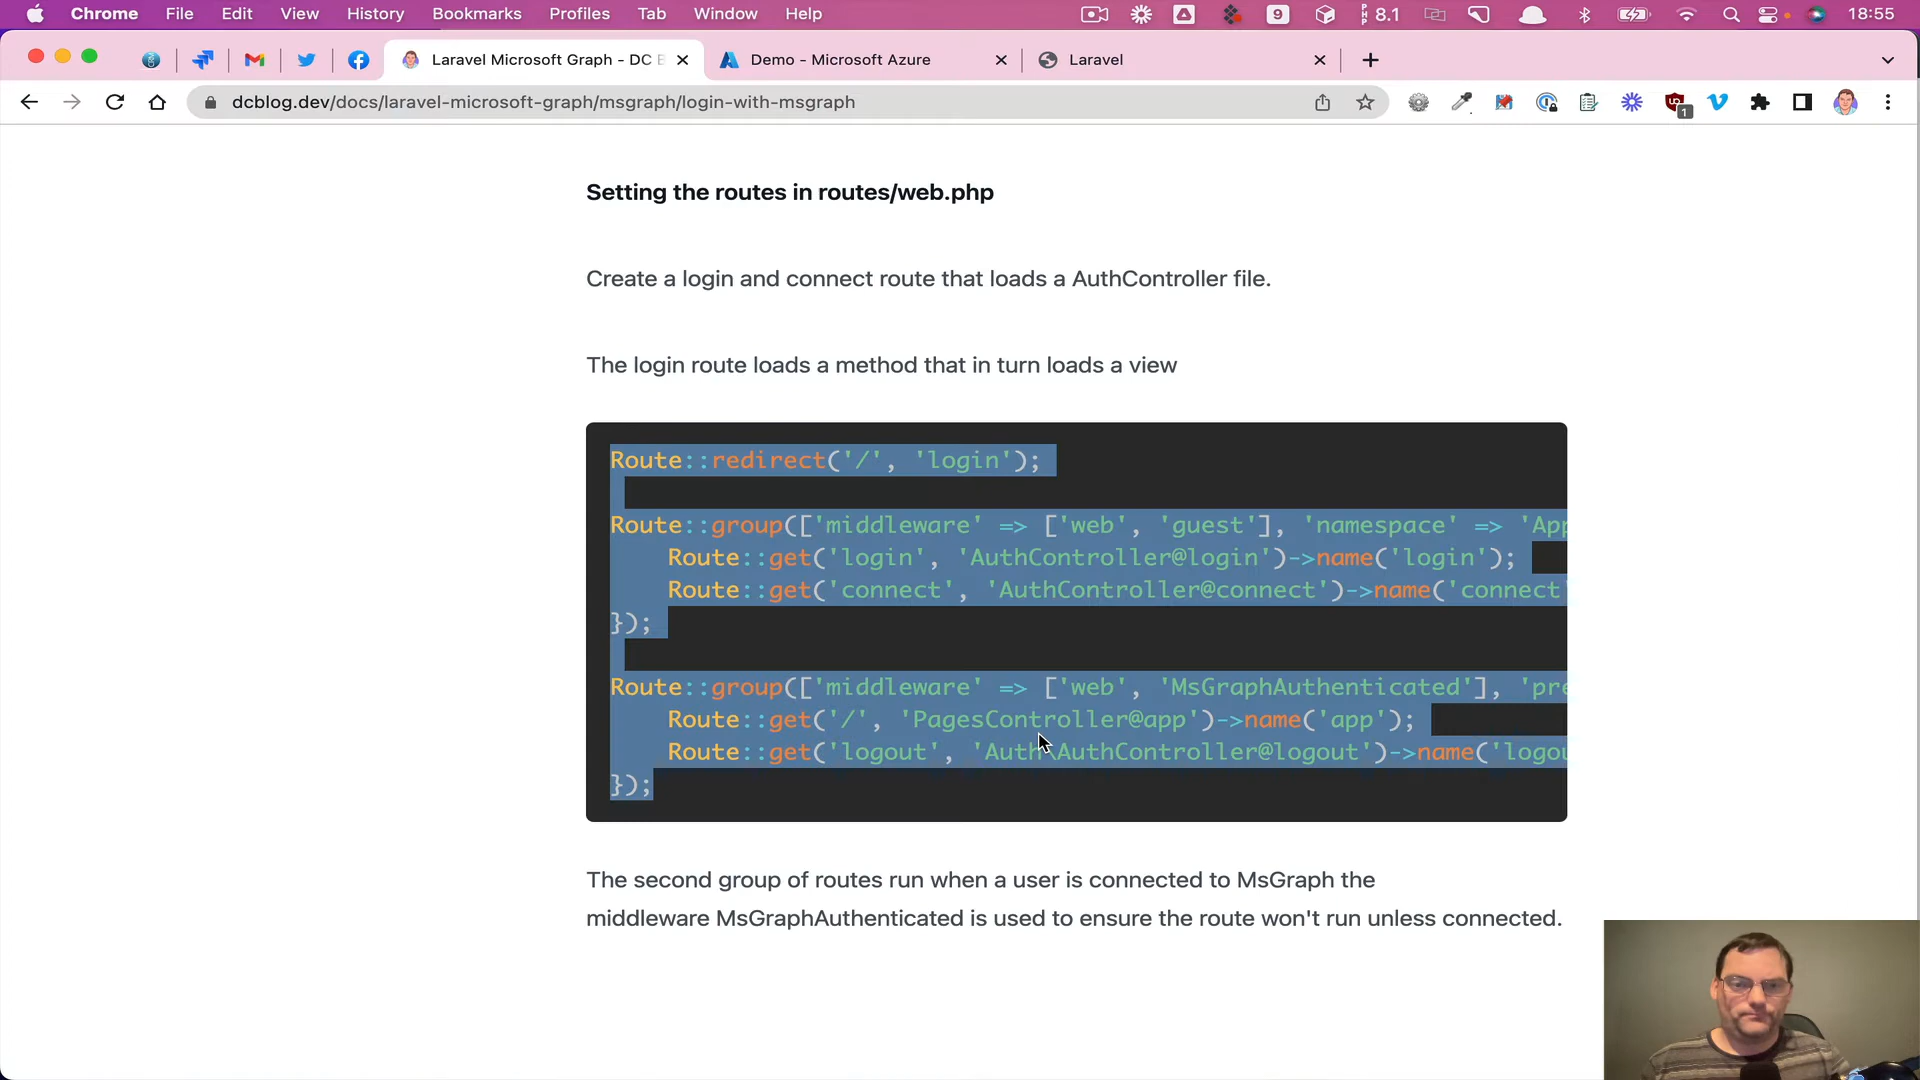 Chrome File Edit View History Bookmarks Profiles Tab Window Help 9 PHP 8.1 18:55
Laravel Microsoft Graph - DC B Demo - Microsoft Azure Laravel
dcblog.dev/docs/laravel-microsoft-graph/msgraph/login-with-msgraph 1
Setting the routes in routes/web.php
Create a login and connect route that loads a AuthController file.
The login route loads a method that in turn loads a view
Route::redirect('/', 'login');
Route::group(['middleware' => ['web', 'guest'], 'namespace' => 'App
Route::get('login', 'AuthController@login')->name('login');
Route::get('connect', 'AuthController@connect')->name('connect'
});
Route::group(['middleware' => ['web', 'MsGraphAuthenticated'], 'pre
Route::get('/', 'PagesController@app')->name('app');
Route::get('logout', 'Auth\AuthController@logout')->name('logou
});
The second group of routes run when a user is connected to MsGraph the
middleware MsGraphAuthenticated is used to ensure the route won't run unless connected.